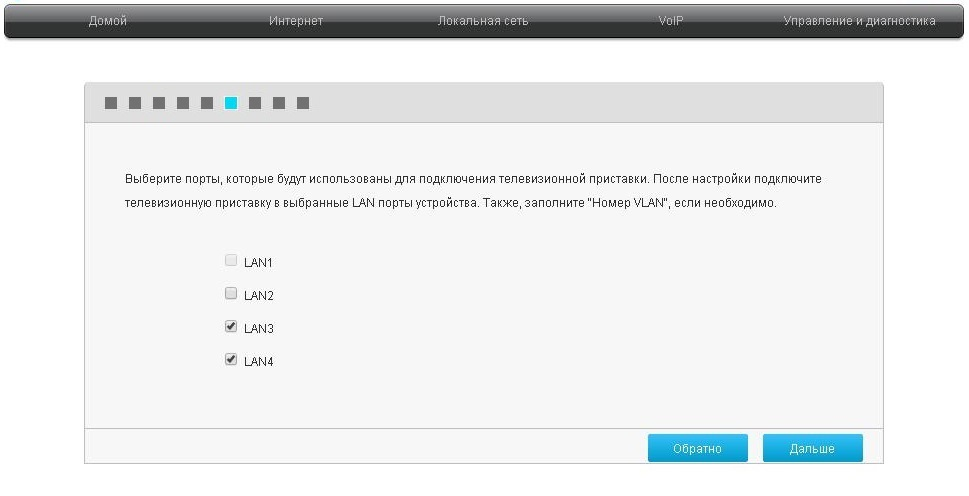 Домой Интернет Локальная сеть VoIP Управление и диагностика
Выберите порты, которые будут использованы для подключения телевизионной приставки. После настройки подключите
телевизионную приставку в выбранные LAN порты устройства. Также, заполните "Номер VLAN", если необходимо.
LAN1
LAN2
LAN3
LAN4
Обратно Дальше